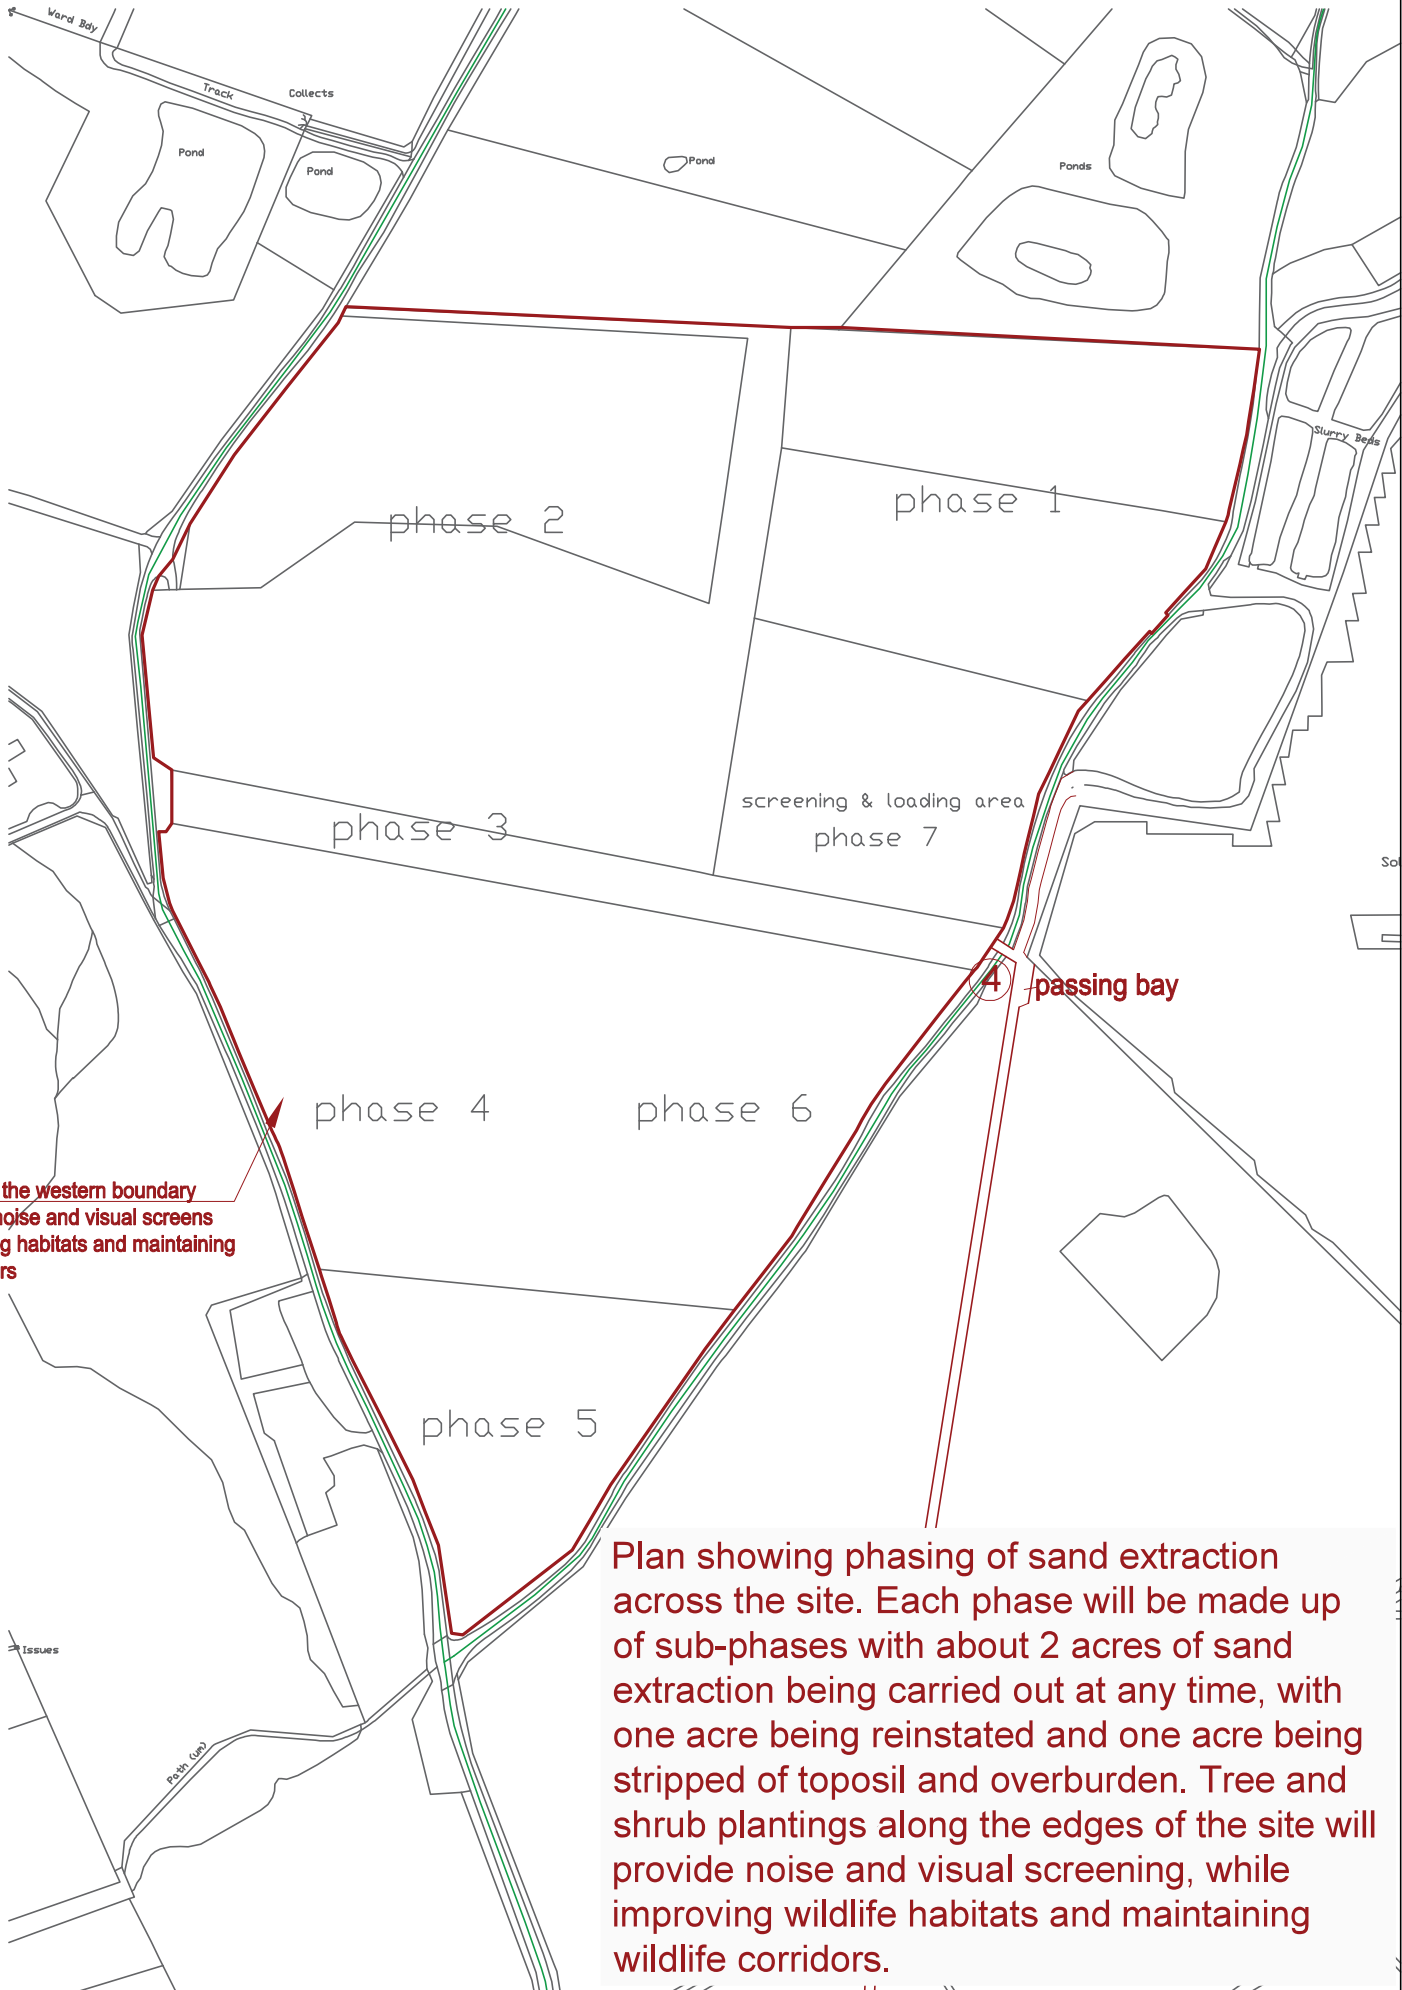 Ward Bdy
Track
Collects
Pond
Pond
Pond
Ponds
Slurry Beds
phase 1
phase 2
screening & loading area
phase 7
phase 3
4
passing bay
phase 4
phase 6
the western boundary
noise and visual screens
g habitats and maintaining
rs
phase 5
Issues
Path (um)
Plan showing phasing of sand extraction
across the site. Each phase will be made up
of sub-phases with about 2 acres of sand
extraction being carried out at any time, with
one acre being reinstated and one acre being
stripped of toposil and overburden. Tree and
shrub plantings along the edges of the site will
provide noise and visual screening, while
improving wildlife habitats and maintaining
wildlife corridors.